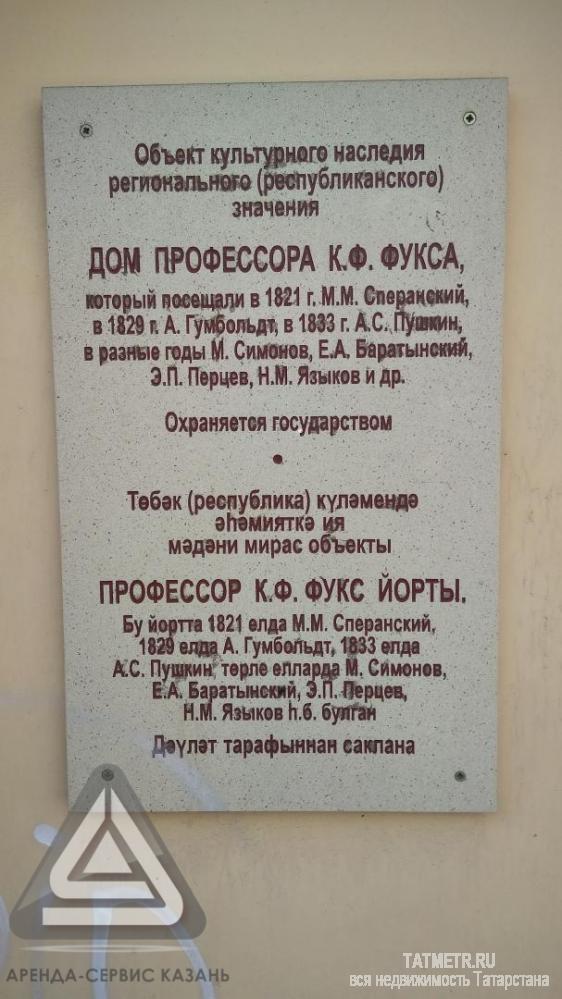 Объект культурного наследия
регионального (республиканского)
значения
ДОМ ПРОФЕССОРА К.Ф. ФУКСА,
который посещали в 1821 г. М.М. Сперанский,
в 1829 г. А. Гумбольдт, в 1833 г. А.С. Пушкин,
в разные годы М. Симонов, Е.А. Баратынский,
Э.П. Перцев, Н.М. Языков и др.
Охраняется государством
•
Төбәк (республика) күләмендә
әһәмияткә ия
мәдәни мирас объекты
ПРОФЕССОР К.Ф. ФУКС ЙОРТЫ.
Бу йортта 1821 елда М.М. Сперанский,
1829 елда А. Гумбольдт, 1833 елда
А.С. Пушкин, төрле елларда М. Симонов,
Е.А. Баратынский, Э.П. Перцев,
Н.М. Языков һ.б. булган
Дәүләт тарафыннан саклана
АРЕНДА-СЕРВИС КАЗАНЬ
TATMETR.RU
вся недвижимость Татарстана